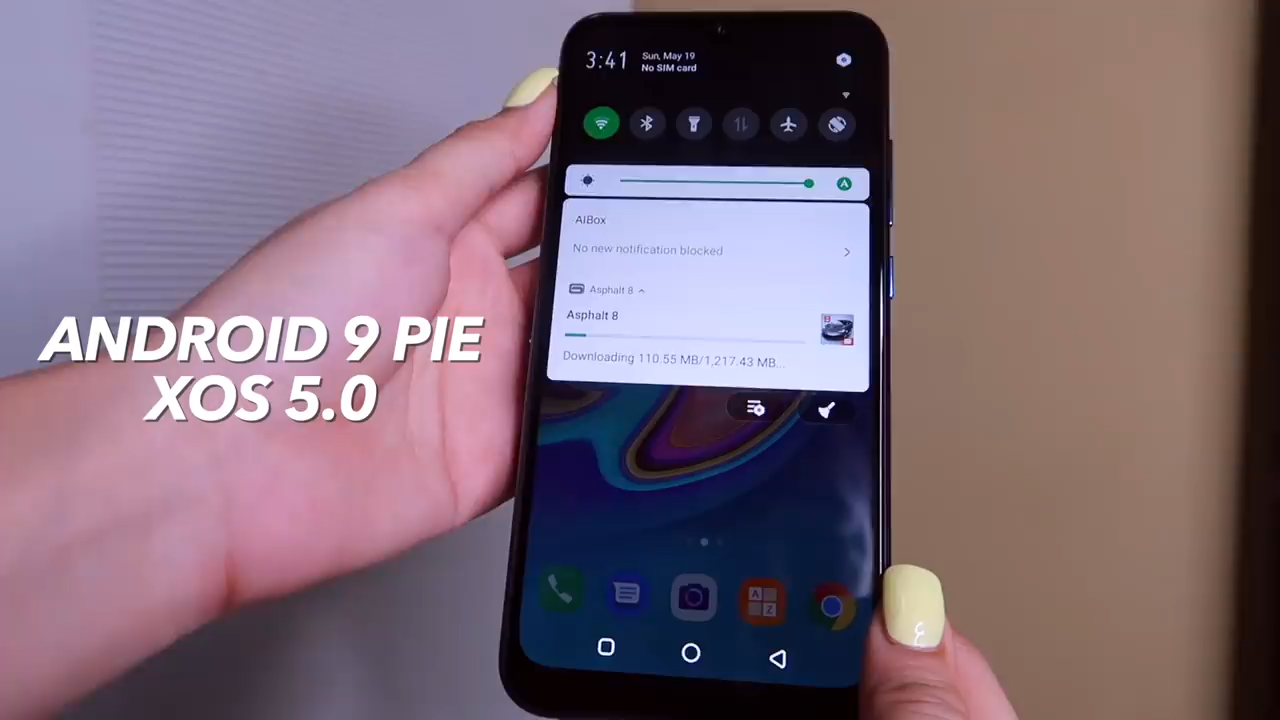 3:41
Sun, May 19
No SIM card
AIBox
No new notification blocked
Asphalt 8
Asphalt 8
Downloading 110.55 MB/1,217.43 MB...
ANDROID 9 PIE
XOS 5.0
A
A
Z